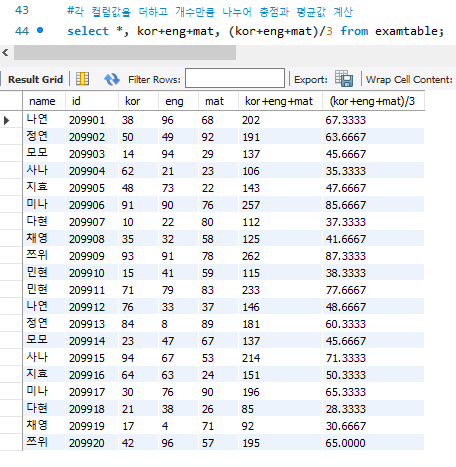 43 #각 컬럼값을 더하고 개수만큼 나누어 총점과 평균값 계산
44 select *, kor+eng+mat, (kor+eng+mat)/3 from examtable;
Result Grid Filter Rows: Export: Wrap Cell Content:
name id kor eng mat kor+eng+mat (kor+eng+mat)/3
나연 209901 38 96 68 202 67.3333
정연 209902 50 49 92 191 63.6667
모모 209903 14 94 29 137 45.6667
사나 209904 62 21 23 106 35.3333
지효 209905 48 73 22 143 47.6667
미나 209906 91 90 76 257 85.6667
다현 209907 10 22 80 112 37.3333
채영 209908 35 32 58 125 41.6667
쯔위 209909 93 91 78 262 87.3333
민현 209910 15 41 59 115 38.3333
민현 209911 71 79 83 233 77.6667
나연 209912 76 33 37 146 48.6667
정연 209913 84 8 89 181 60.3333
모모 209914 23 47 67 137 45.6667
사나 209915 94 67 53 214 71.3333
지효 209916 64 63 24 151 50.3333
미나 209917 30 76 90 196 65.3333
다현 209918 21 38 26 85 28.3333
채영 209919 17 4 71 92 30.6667
쯔위 209920 42 96 57 195 65.0000